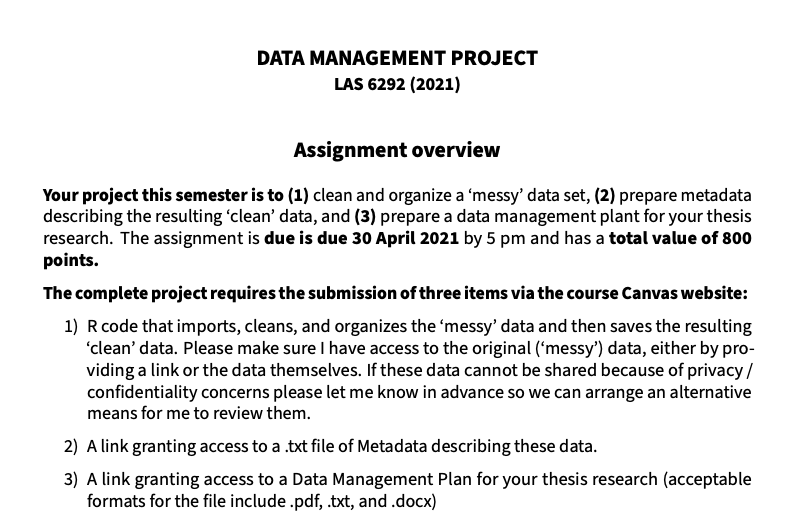 DATA MANAGEMENT PROJECT
LAS 6292 (2021)
Assignment overview
Your project this semester is to (1) clean and organize a ‘messy’ data set, (2) prepare metadata
describing the resulting ‘clean’ data, and (3) prepare a data management plant for your thesis
research. The assignment is due is due 30 April 2021 by 5 pm and has a total value of 800
points.
The complete project requires the submission of three items via the course Canvas website:
1) R code that imports, cleans, and organizes the ‘messy’ data and then saves the resulting
‘clean’ data. Please make sure I have access to the original (‘messy’) data, either by pro-
viding a link or the data themselves. If these data cannot be shared because of privacy /
confidentiality concerns please let me know in advance so we can arrange an alternative
means for me to review them.
2) A link granting access to a .txt file of Metadata describing these data.
3) A link granting access to a Data Management Plan for your thesis research (acceptable
formats for the file include .pdf, .txt, and .docx)